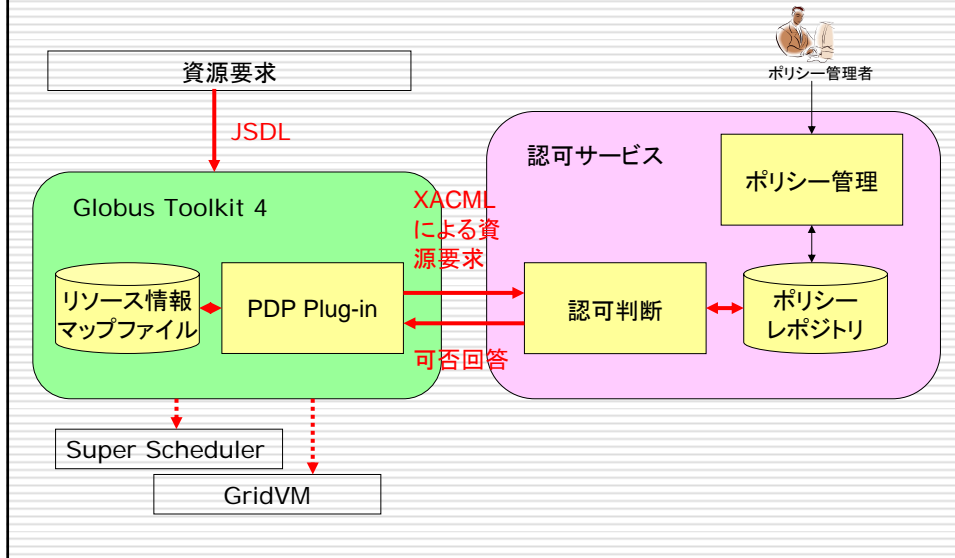 資源要求
ポリシー管理者
JSDL
認可サービス
ポリシー管理
Globus Toolkit 4
XACML
による資
源要求
リソース情報
マップファイル
PDP Plug-in
認可判断
ポリシー
レポジトリ
可否回答
Super Scheduler
GridVM